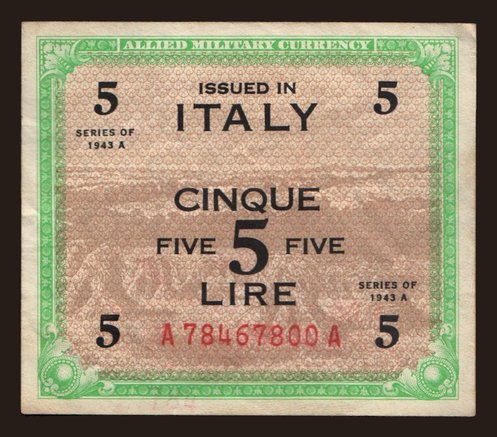 ALLIED MILITARY CURRENCY
5 ISSUED IN 5
ITALY
SERIES OF
1943 A
CINQUE
FIVE 5 FIVE
LIRE
SERIES OF
1943 A
5 A 78467800 A 5